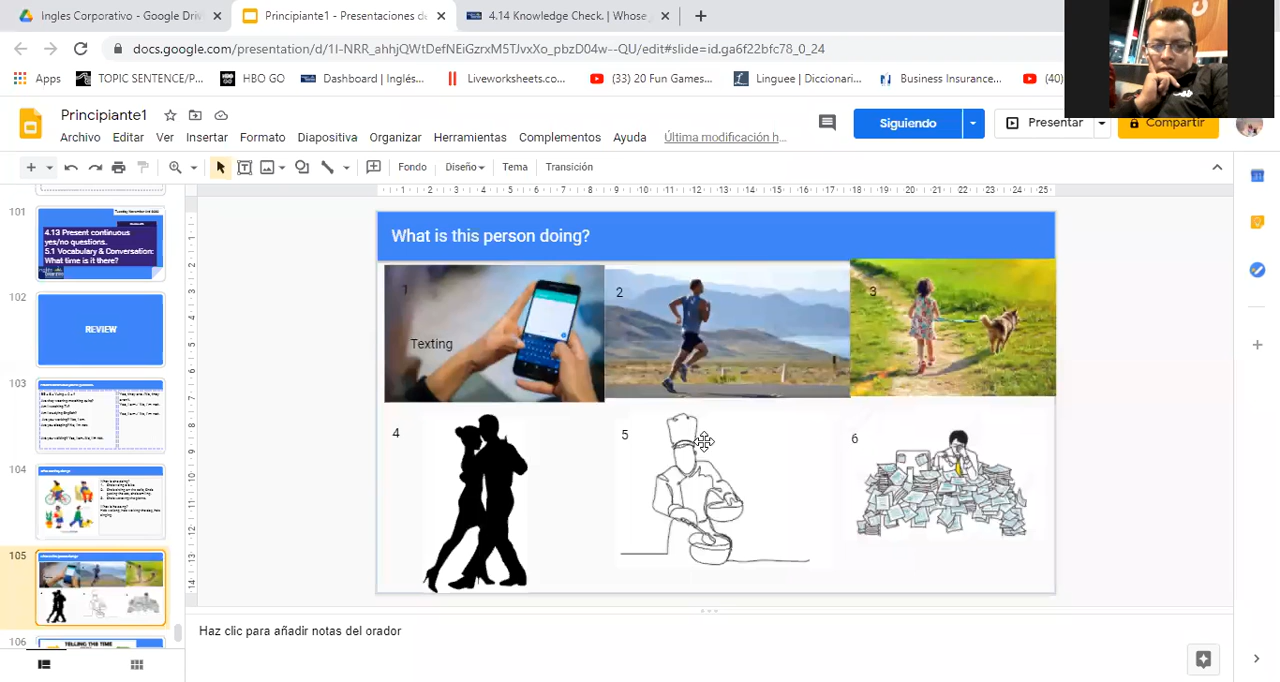 Ingles Corporativo - Google Driv
Principiante1 - Presentaciones de
4.14 Knowledge Check. | Whose
docs.google.com/presentation/d/1I-NRR_ahhjQWtDefNEiGzrxM5TJvxXo_pbzD04w--QU/edit#slide=id.ga6f22bfc78_0_24
Apps
TOPIC SENTENCE/P...
HBO GO
Dashboard | Inglés...
Liveworksheets.co...
(33) 20 Fun Games...
Linguee | Diccionari...
Business Insurance...
(40)
Principiante1
Archivo Editar Ver Insertar Formato Diapositiva Organizar Herramientas Complementos Ayuda Última modificación h...
Siguiendo
Presentar
Compartir
Fondo Diseño Tema Transición
101
4.13 Present continuous
yes/no questions.
5.1 Vocabulary & Conversation:
What time is it there?
102
REVIEW
103
104
105
106
TELLING THE TIME
What is this person doing?
1
Texting
2
3
4
5
6
Haz clic para añadir notas del orador